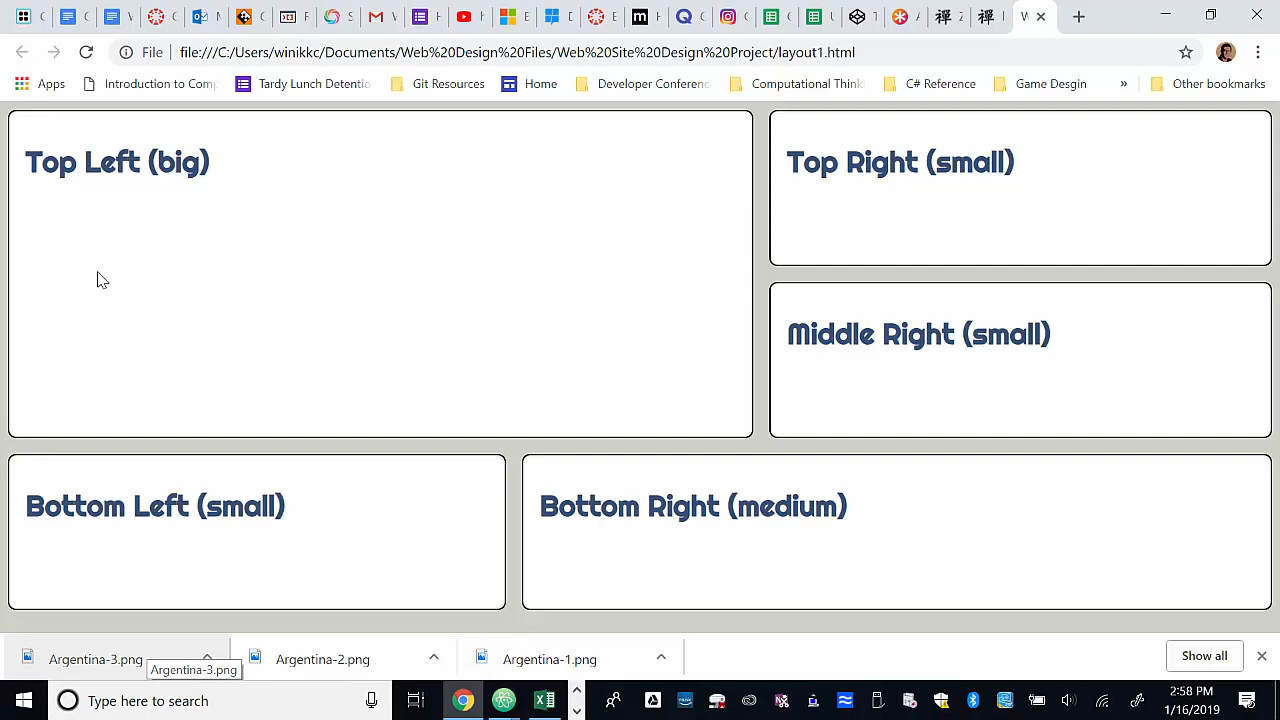 File
file:///C:/Users/winikkc/Documents/Web%20Design%20Files/Web%20Site%20Design%20Project/layout1.html
Apps
Introduction to Comp
Tardy Lunch Detentio
Git Resources
Home
Developer Conferenc
Computational Thinki
C# Reference
Game Desgin
»
Other bookmarks
Top Left (big)
Top Right (small)
Middle Right (small)
Bottom Left (small)
Bottom Right (medium)
Argentina-3.png
Argentina-2.png
Argentina-1.png
Show all
Argentina-3.png
Type here to search
2:58 PM
1/16/2019